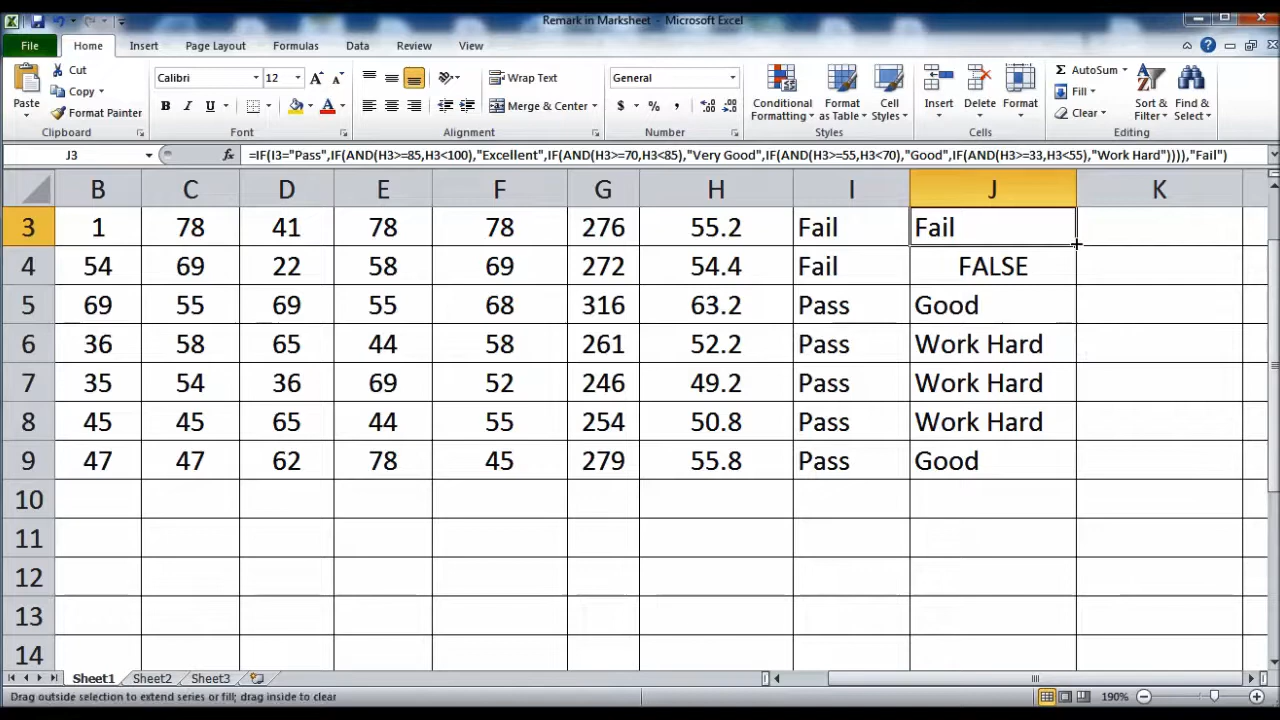 Remark in Marksheet - Microsoft Excel
File Home Insert Page Layout Formulas Data Review View
Paste Cut Copy Format Painter Clipboard
Calibri 12 B I U Font
Wrap Text Merge & Center Alignment
General $ % , Number
Conditional Formatting Format as Table Cell Styles Styles
Insert Delete Format Cells
Σ AutoSum Fill Clear Sort & Filter Find & Select Editing
J3 fx =IF(I3="Pass",IF(AND(H3>=85,H3<100),"Excellent",IF(AND(H3>=70,H3<85),"Very Good",IF(AND(H3>=55,H3<70),"Good",IF(AND(H3>=33,H3<55),"Work Hard")))),"Fail")
B C D E F G H I J K
3 1 78 41 78 78 276 55.2 Fail Fail
4 54 69 22 58 69 272 54.4 Fail FALSE
5 69 55 69 55 68 316 63.2 Pass Good
6 36 58 65 44 58 261 52.2 Pass Work Hard
7 35 54 36 69 52 246 49.2 Pass Work Hard
8 45 45 65 44 55 254 50.8 Pass Work Hard
9 47 47 62 78 45 279 55.8 Pass Good
10
11
12
13
14
Sheet1 Sheet2 Sheet3
Drag outside selection to extend series or fill; drag inside to clear 190%